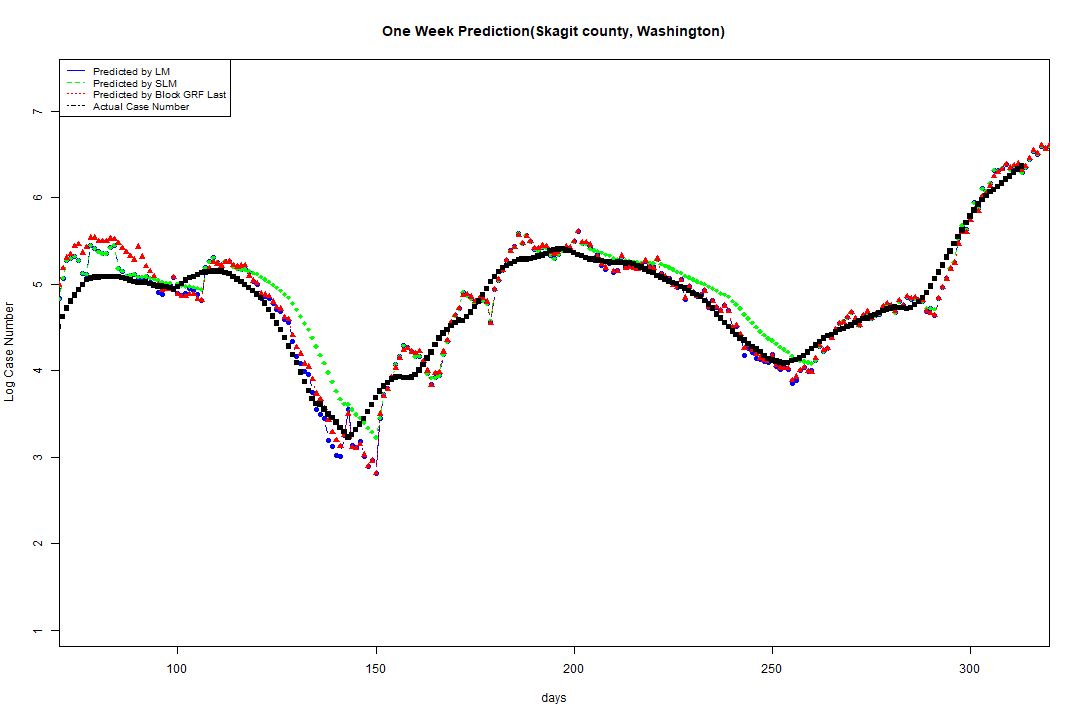 One Week Prediction(Skagit county, Washington)
Predicted by LM
Predicted by SLM
Predicted by Block GRF Last
Actual Case Number
7
6
5
4
3
2
1
Log Case Number
100 150 200 250 300
days